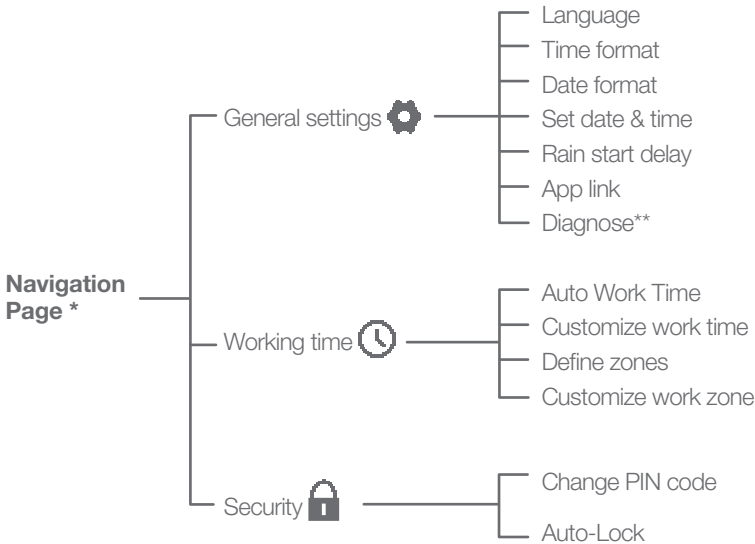 Navigation
Page *
General settings
Language
Time format
Date format
Set date & time
Rain start delay
App link
Diagnose**
Working time
Auto Work Time
Customize work time
Define zones
Customize work zone
Security
Change PIN code
Auto-Lock